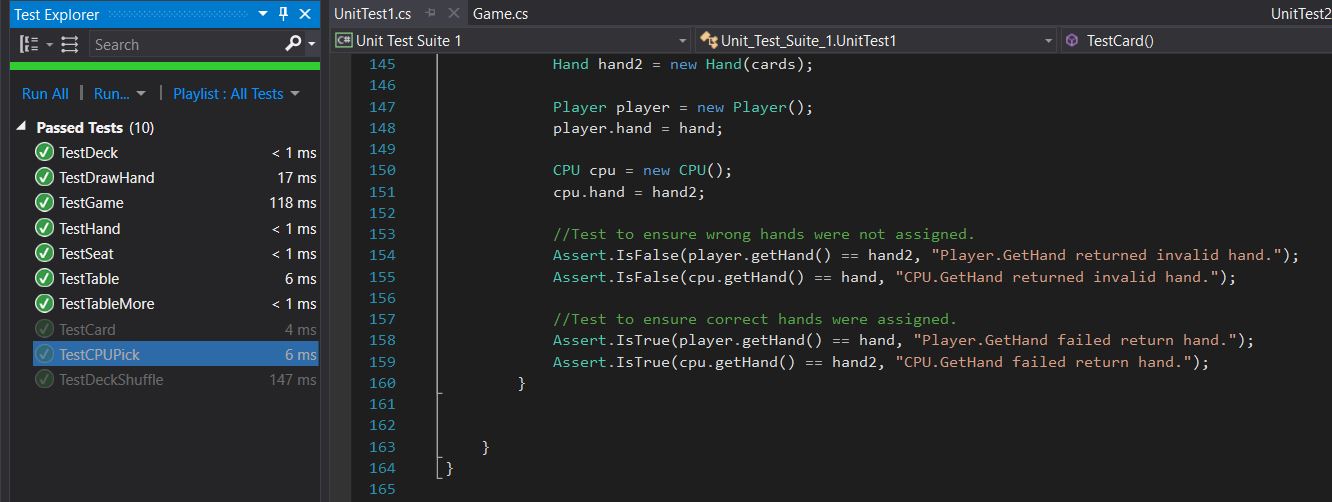 Test Explorer
Search
Run All | Run... | Playlist : All Tests
Passed Tests (10)
TestDeck < 1 ms
TestDrawHand 17 ms
TestGame 118 ms
TestHand < 1 ms
TestSeat < 1 ms
TestTable 6 ms
TestTableMore < 1 ms
TestCard 4 ms
TestCPUPick 6 ms
TestDeckShuffle 147 ms
UnitTest1.cs Game.cs UnitTest2
C# Unit Test Suite 1 Unit_Test_Suite_1.UnitTest1 TestCard()
145 Hand hand2 = new Hand(cards);
146
147 Player player = new Player();
148 player.hand = hand;
149
150 CPU cpu = new CPU();
151 cpu.hand = hand2;
152
153 //Test to ensure wrong hands were not assigned.
154 Assert.IsFalse(player.getHand() == hand2, "Player.GetHand returned invalid hand.");
155 Assert.IsFalse(cpu.getHand() == hand, "CPU.GetHand returned invalid hand.");
156
157 //Test to ensure correct hands were assigned.
158 Assert.IsTrue(player.getHand() == hand, "Player.GetHand failed return hand.");
159 Assert.IsTrue(cpu.getHand() == hand2, "CPU.GetHand failed return hand.");
160 }
161
162
163 }
164 }
165